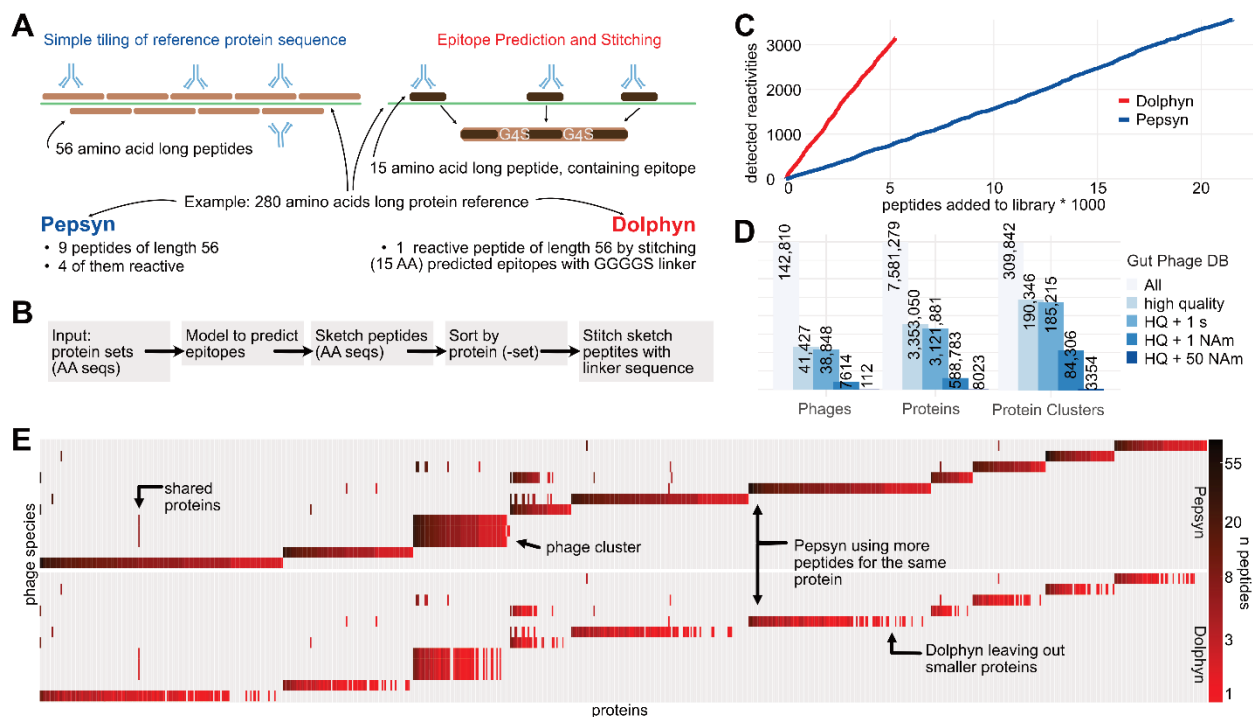 A
Simple tiling of reference protein sequence
Epitope Prediction and Stitching
G4S
G4S
56 amino acid long peptides
15 amino acid long peptide, containing epitope
Example: 280 amino acids long protein reference
Pepsyn
• 9 peptides of length 56
• 4 of them reactive
Dolphyn
• 1 reactive peptide of length 56 by stitching
(15 AA) predicted epitopes with GGGGS linker
B
Input:
protein sets
(AA seqs)
Model to predict
epitopes
Sketch peptides
(AA seqs)
Sort by
protein (-set)
Stitch sketch
peptites with
linker sequence
C
detected reactivities
3000
2000
1000
0
Dolphyn
Pepsyn
0
5
10
15
20
peptides added to library * 1000
D
142,810
41,427
38,848
7614
112
Phages
7,581,279
3,353,050
3,121,881
588,783
8023
Proteins
309,842
190,346
185,215
84,306
3354
Protein Clusters
Gut Phage DB
All
high quality
HQ + 1 s
HQ + 1 NAm
HQ + 50 NAm
E
phage species
shared
proteins
phage cluster
Pepsyn using more
peptides for the same
protein
Dolphyn leaving out
smaller proteins
proteins
Pepsyn
Dolphyn
55
20
8
3
1
n peptides